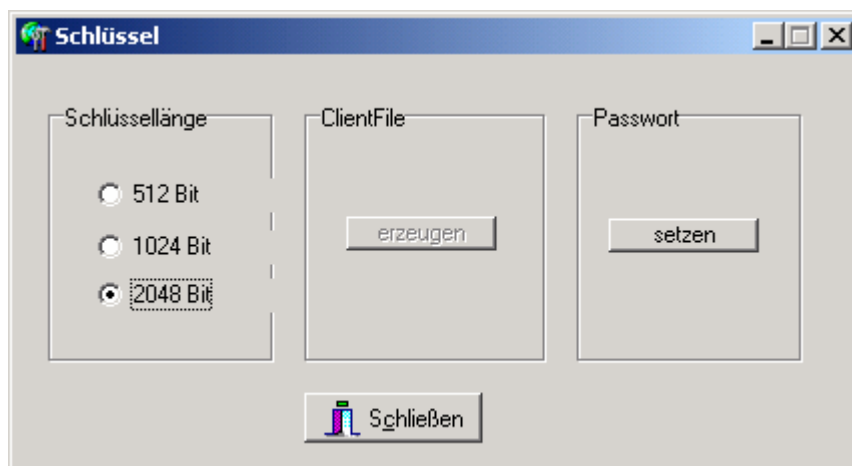 Schlüssel
Schlüssellänge
512 Bit
1024 Bit
2048 Bit
ClientFile
erzeugen
Passwort
setzen
Schließen